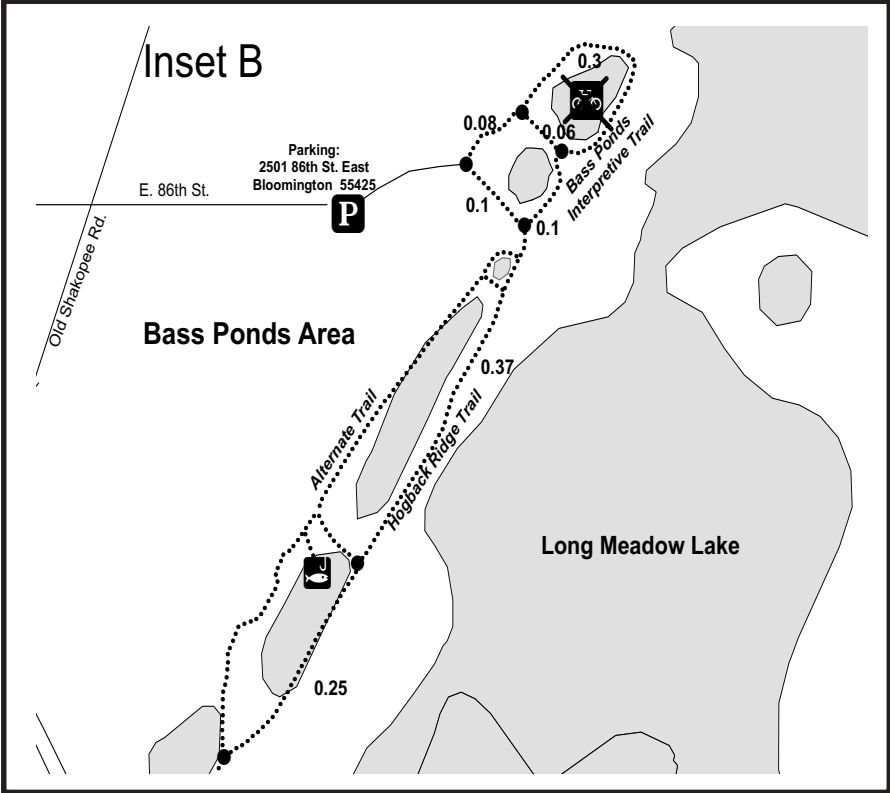 Inset B
0.3
0.08
0.06
Parking:
2501 86th St. East
Bloomington 55425
P
E. 86th St.
Old Shakopee Rd.
Bass Ponds
Interpretive Trail
0.1
0.1
Bass Ponds Area
0.37
Alternate Trail
Hogback Ridge Trail
Long Meadow Lake
0.25